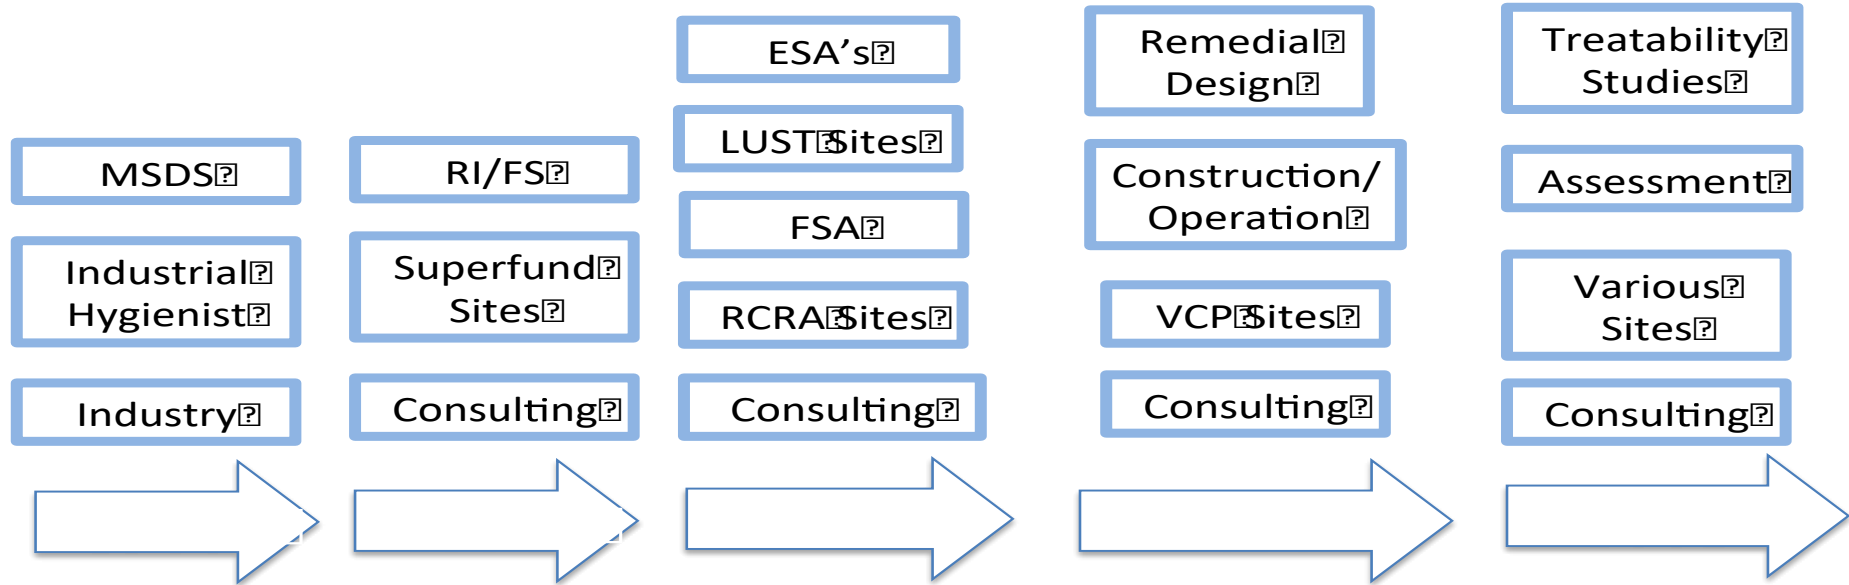 MSDS
Industrial
Hygienist
Industry
RI/FS
Superfund
Sites
Consulting
ESA's
LUST Sites
FSA
RCRA Sites
Consulting
Remedial
Design
Construction/
Operation
VCP Sites
Consulting
Treatability
Studies
Assessment
Various
Sites
Consulting